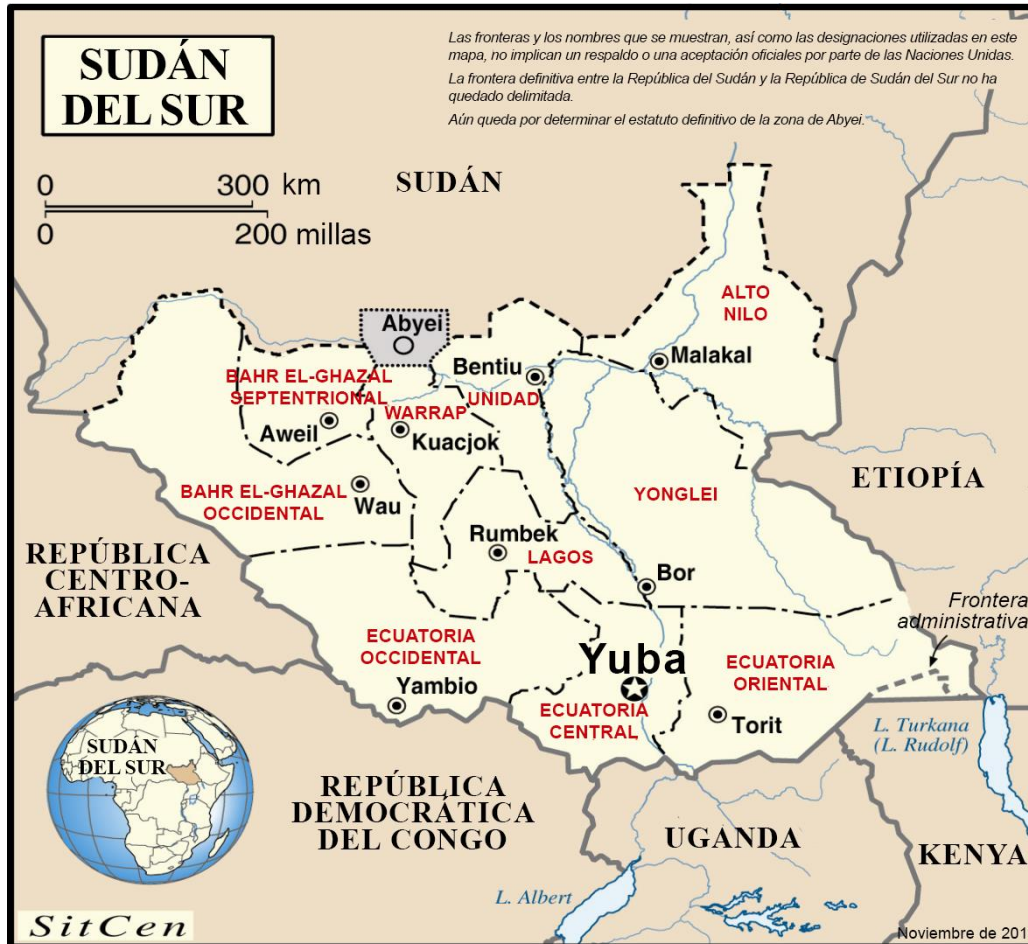 SUDÁN
DEL SUR
Las fronteras y los nombres que se muestran, así como las designaciones utilizadas en este
mapa, no implican un respaldo o una aceptación oficiales por parte de las Naciones Unidas.
La frontera definitiva entre la República del Sudán y la República de Sudán del Sur no ha
quedado delimitada.
Aún queda por determinar el estatuto definitivo de la zona de Abyei.
0 300 km
0 200 millas
SUDÁN
ALTO
NILO
Abyei
Malakal
Bentiu
BAHR EL-GHAZAL
SEPTENTRIONAL
UNIDAD
WARRAP
Aweil
Kuacjok
ETIOPÍA
BAHR EL-GHAZAL
OCCIDENTAL
Wau
YONGLEI
Rumbek
LAGOS
REPÚBLICA
CENTRO-
AFRICANA
Bor
Frontera
administrativa
ECUATORIA
OCCIDENTAL
Yuba
ECUATORIA
ORIENTAL
Yambio
ECUATORIA
CENTRAL
Torit
L. Turkana
(L. Rudolf)
SUDÁN
DEL SUR
REPÚBLICA
DEMOCRÁTICA
DEL CONGO
UGANDA
KENYA
L. Albert
SitCen
Noviembre de 201